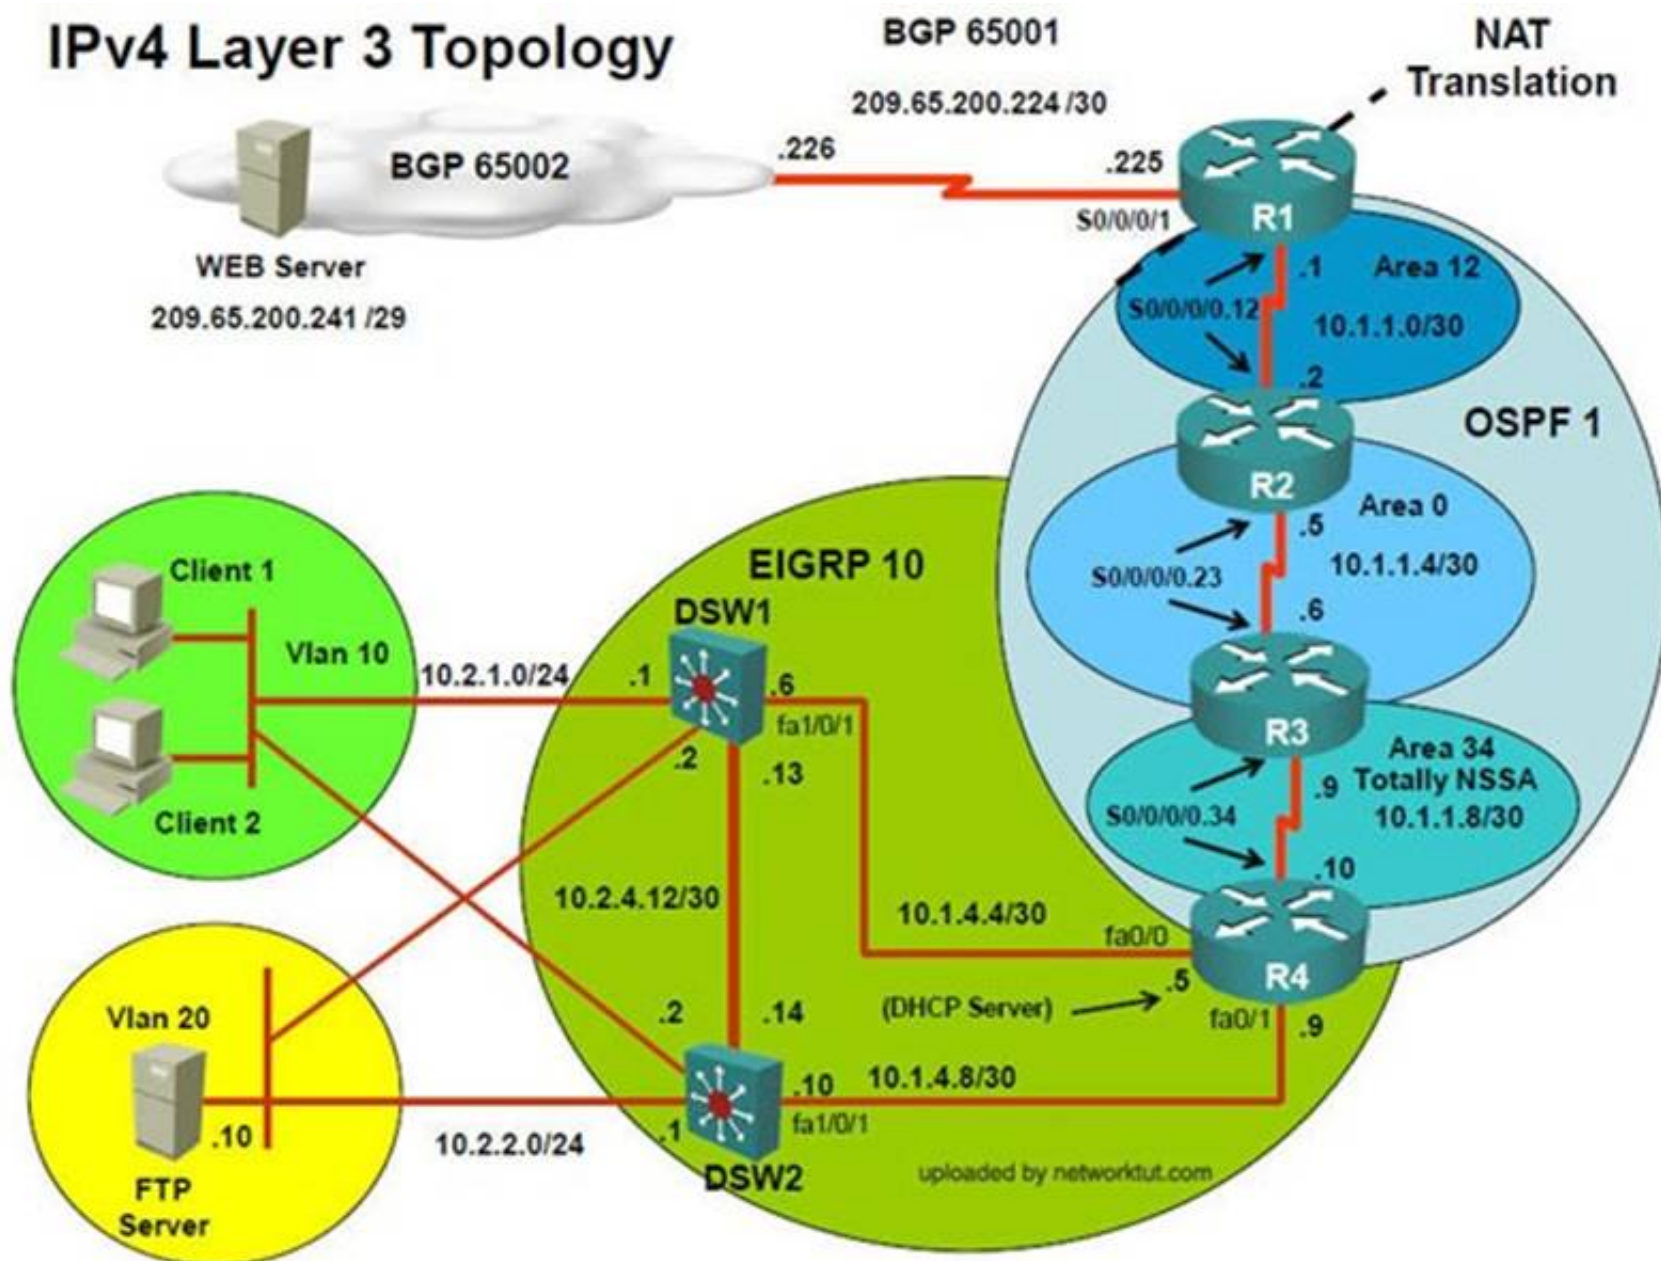 IPv4 Layer 3 Topology
BGP 65001
NAT
Translation
209.65.200.224 /30
BGP 65002
.226
.225
R1
S0/0/0/1
WEB Server
209.65.200.241 /29
.1
Area 12
S0/0/0/0.12
10.1.1.0/30
.2
OSPF 1
R2
.5
Area 0
S0/0/0/0.23
10.1.1.4/30
.6
R3
Area 34
Totally NSSA
.9
10.1.1.8/30
S0/0/0/0.34
.10
Client 1
Vlan 10
Client 2
10.2.1.0/24
EIGRP 10
DSW1
.1
.6
fa1/0/1
.2
.13
10.2.4.12/30
10.1.4.4/30
fa0/0
R4
.5
(DHCP Server)
fa0/1
.9
Vlan 20
.10
FTP
Server
10.2.2.0/24
.2
.14
.10
10.1.4.8/30
fa1/0/1
.1
DSW2
uploaded by networktut.com